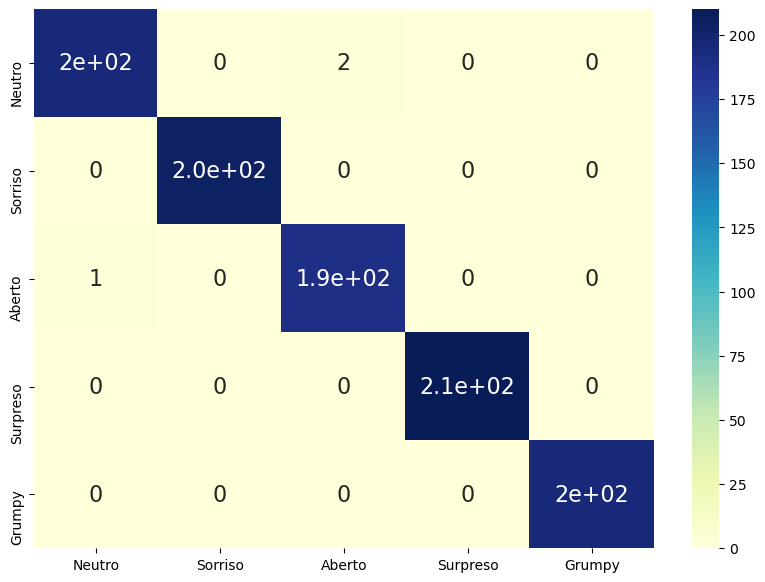 Neutro 2e+02 0 2 0 0
Sorriso 0 2.0e+02 0 0 0
Aberto 1 0 1.9e+02 0 0
Surpreso 0 0 0 2.1e+02 0
Grumpy 0 0 0 0 2e+02
Neutro Sorriso Aberto Surpreso Grumpy
200
175
150
125
100
75
50
25
0